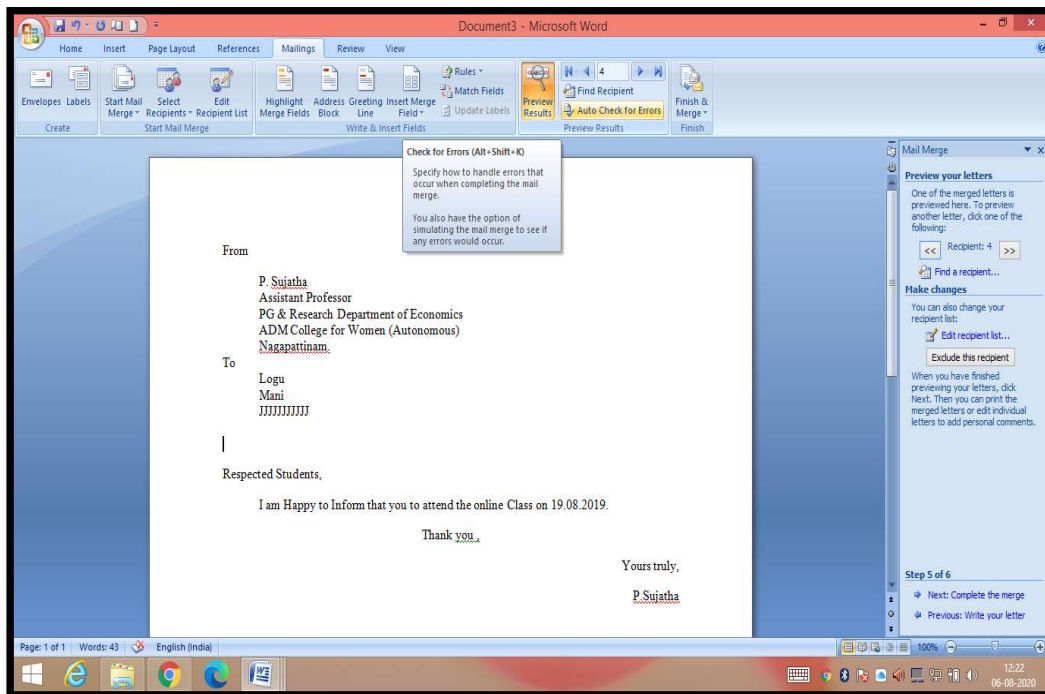 Document3 - Microsoft Word
Home Insert Page Layout References Mailings Review View
Envelopes Labels Start Mail Merge Select Recipients Edit Recipient List Highlight Merge Fields Address Block Greeting Line Insert Merge Field Rules Match Fields Update Labels Preview Results 4 Find Recipient Auto Check for Errors Finish & Merge
Create Start Mail Merge Write & Insert Fields Preview Results Finish
Check for Errors (Alt+Shift+K)
Specify how to handle errors that
occur when completing the mail
merge.
You also have the option of
simulating the mail merge to see if
any errors would occur.
From
P. Sujatha
Assistant Professor
PG & Research Department of Economics
ADM College for Women (Autonomous)
Nagapattinam.
To
Logu
Mani
JJJJJJJJJJJ
Respected Students,
I am Happy to Inform that you to attend the online Class on 19.08.2019.
Thank you ,
Yours truly,
P.Sujatha
Mail Merge
Preview your letters
One of the merged letters is
previewed here. To preview
another letter, click one of the
following:
<< Recipient: 4 >>
Find a recipient...
Make changes
You can also change your
recipient list:
Edit recipient list...
Exclude this recipient
When you have finished
previewing your letters, click
Next. Then you can print the
merged letters or edit individual
letters to add personal comments.
Step 5 of 6
Next: Complete the merge
Previous: Write your letter
Page: 1 of 1 Words: 43 English (India) 100%
12:22
06-08-2020